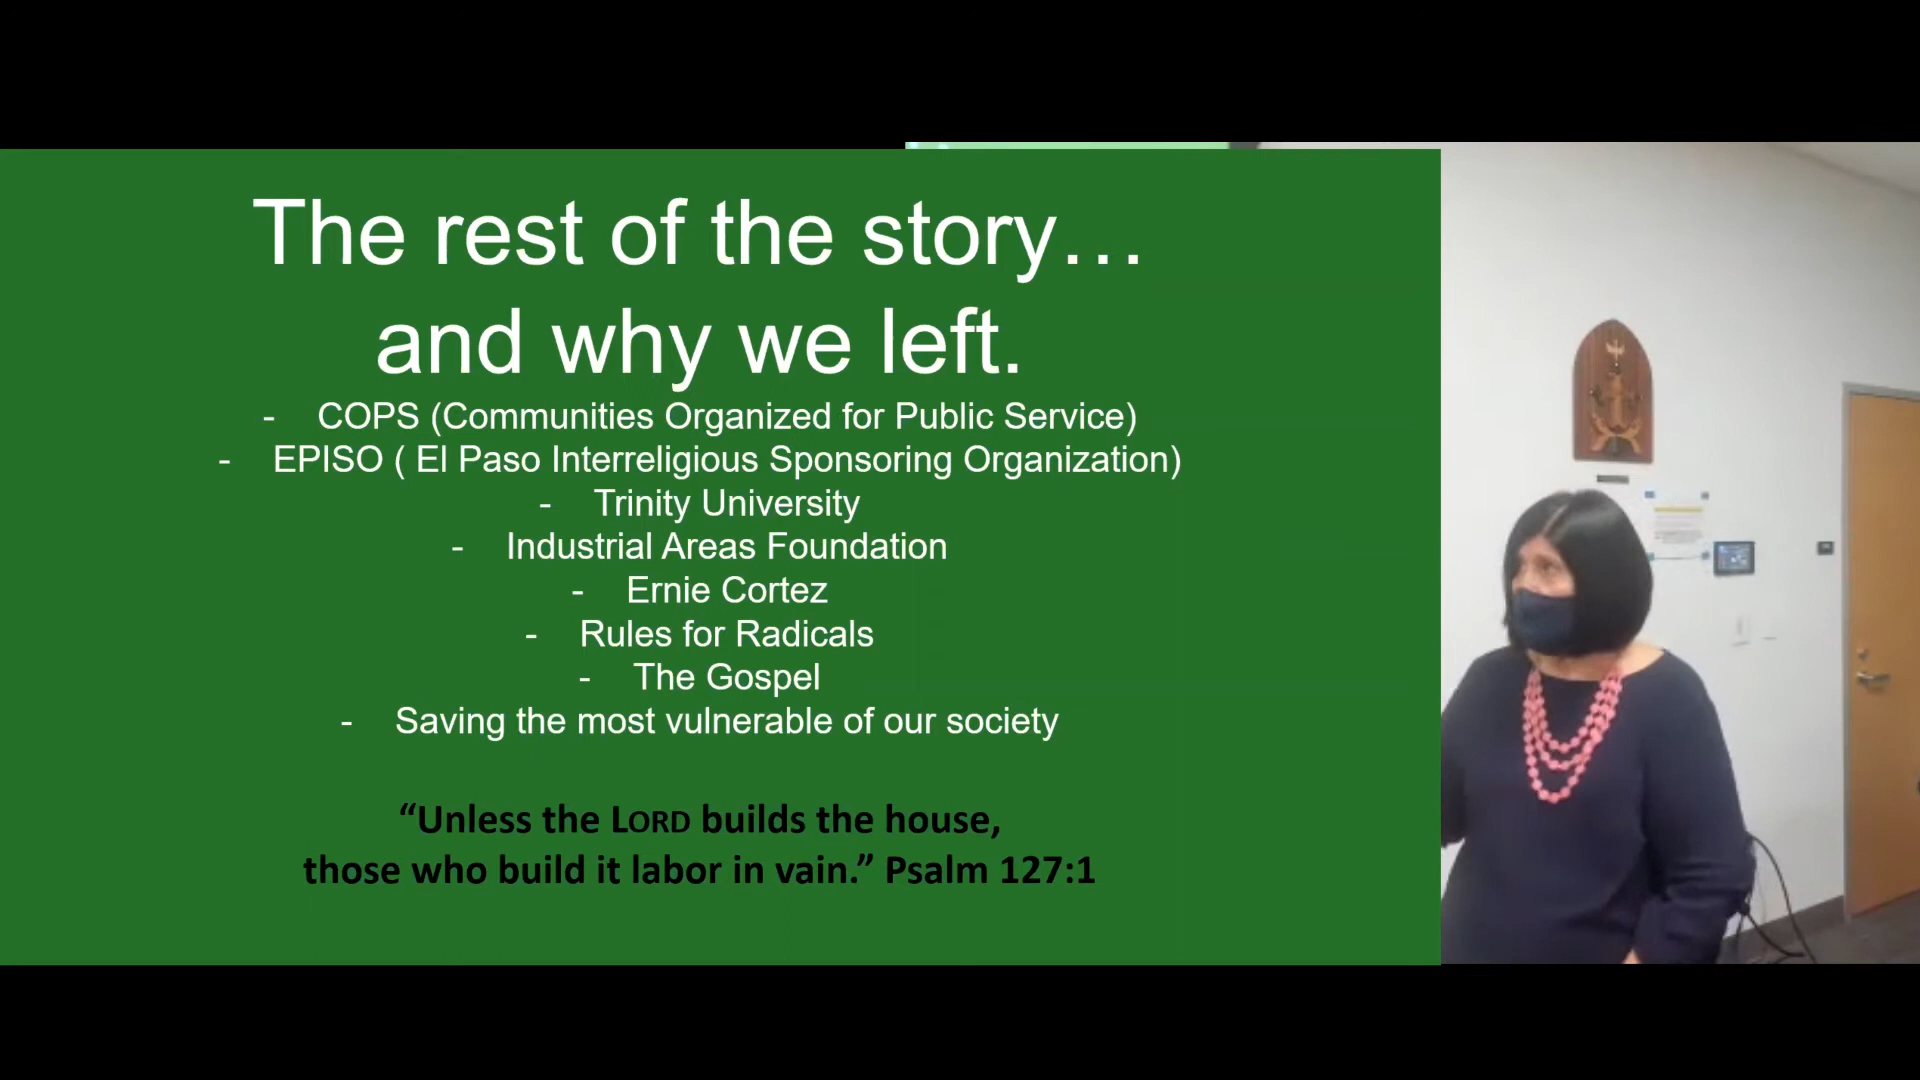 The rest of the story…
and why we left.
- COPS (Communities Organized for Public Service)
- EPISO ( El Paso Interreligious Sponsoring Organization)
- Trinity University
- Industrial Areas Foundation
- Ernie Cortez
- Rules for Radicals
- The Gospel
- Saving the most vulnerable of our society
“Unless the LORD builds the house,
those who build it labor in vain.” Psalm 127:1